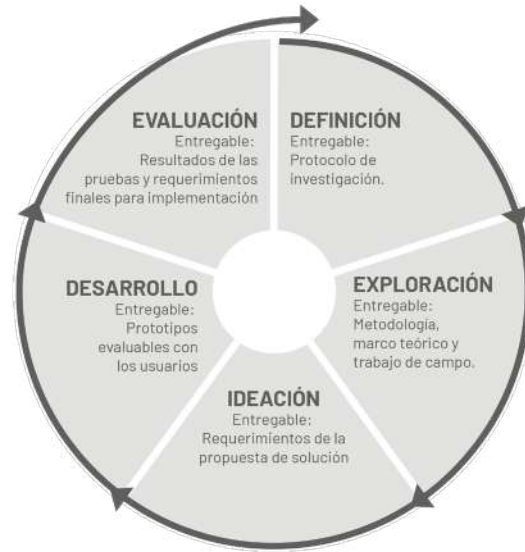 EVALUACIÓN
Entregable:
Resultados de las
pruebas y requerimientos
finales para implementación
DEFINICIÓN
Entregable:
Protocolo de
investigación.
EXPLORACIÓN
Entregable:
Metodología,
marco teórico y
trabajo de campo.
DESARROLLO
Entregable:
Prototipos
evaluables con
los usuarios
IDEACIÓN
Entregable:
Requerimientos de la
propuesta de solución